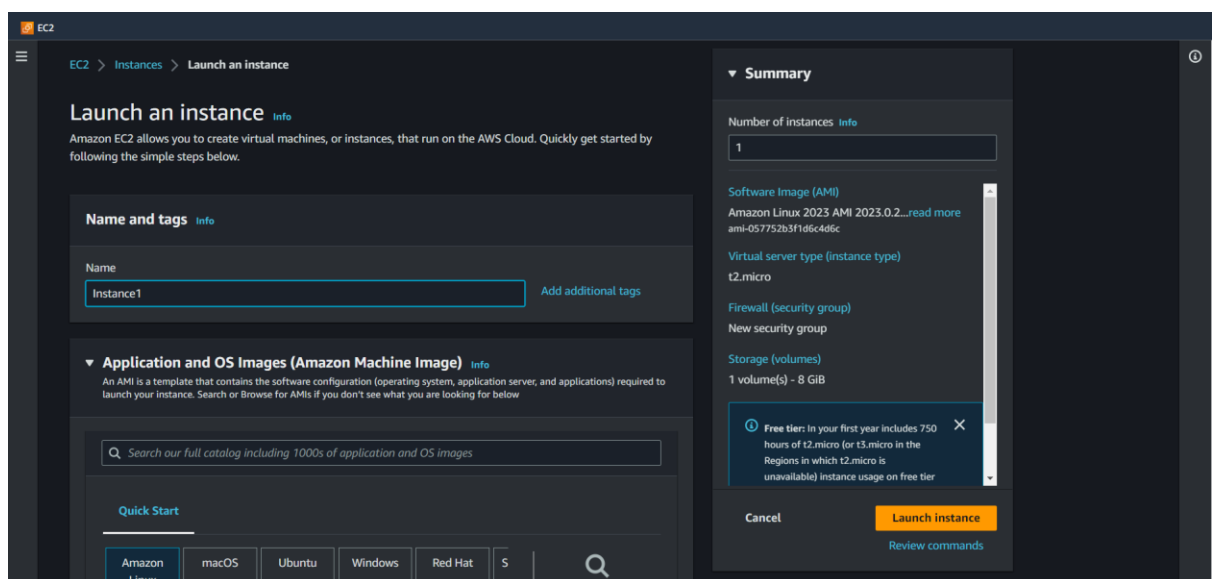 EC2
EC2 > Instances > Launch an instance
Launch an instance Info
Amazon EC2 allows you to create virtual machines, or instances, that run on the AWS Cloud. Quickly get started by
following the simple steps below.
Name and tags Info
Name
Instance1
Add additional tags
Application and OS Images (Amazon Machine Image) Info
An AMI is a template that contains the software configuration (operating system, application server, and applications) required to
launch your instance. Search or Browse for AMIs if you don't see what you are looking for below
Search our full catalog including 1000s of application and OS images
Quick Start
Amazon
macOS
Ubuntu
Windows
Red Hat
S
Summary
Number of instances Info
1
Software Image (AMI)
Amazon Linux 2023 AMI 2023.0.2...read more
ami-057752b3f1d6c4d6c
Virtual server type (instance type)
t2.micro
Firewall (security group)
New security group
Storage (volumes)
1 volume(s) - 8 GiB
Free tier: In your first year includes 750
hours of t2.micro (or t3.micro in the
Regions in which t2.micro is
unavailable) instance usage on free tier
Cancel
Launch instance
Review commands